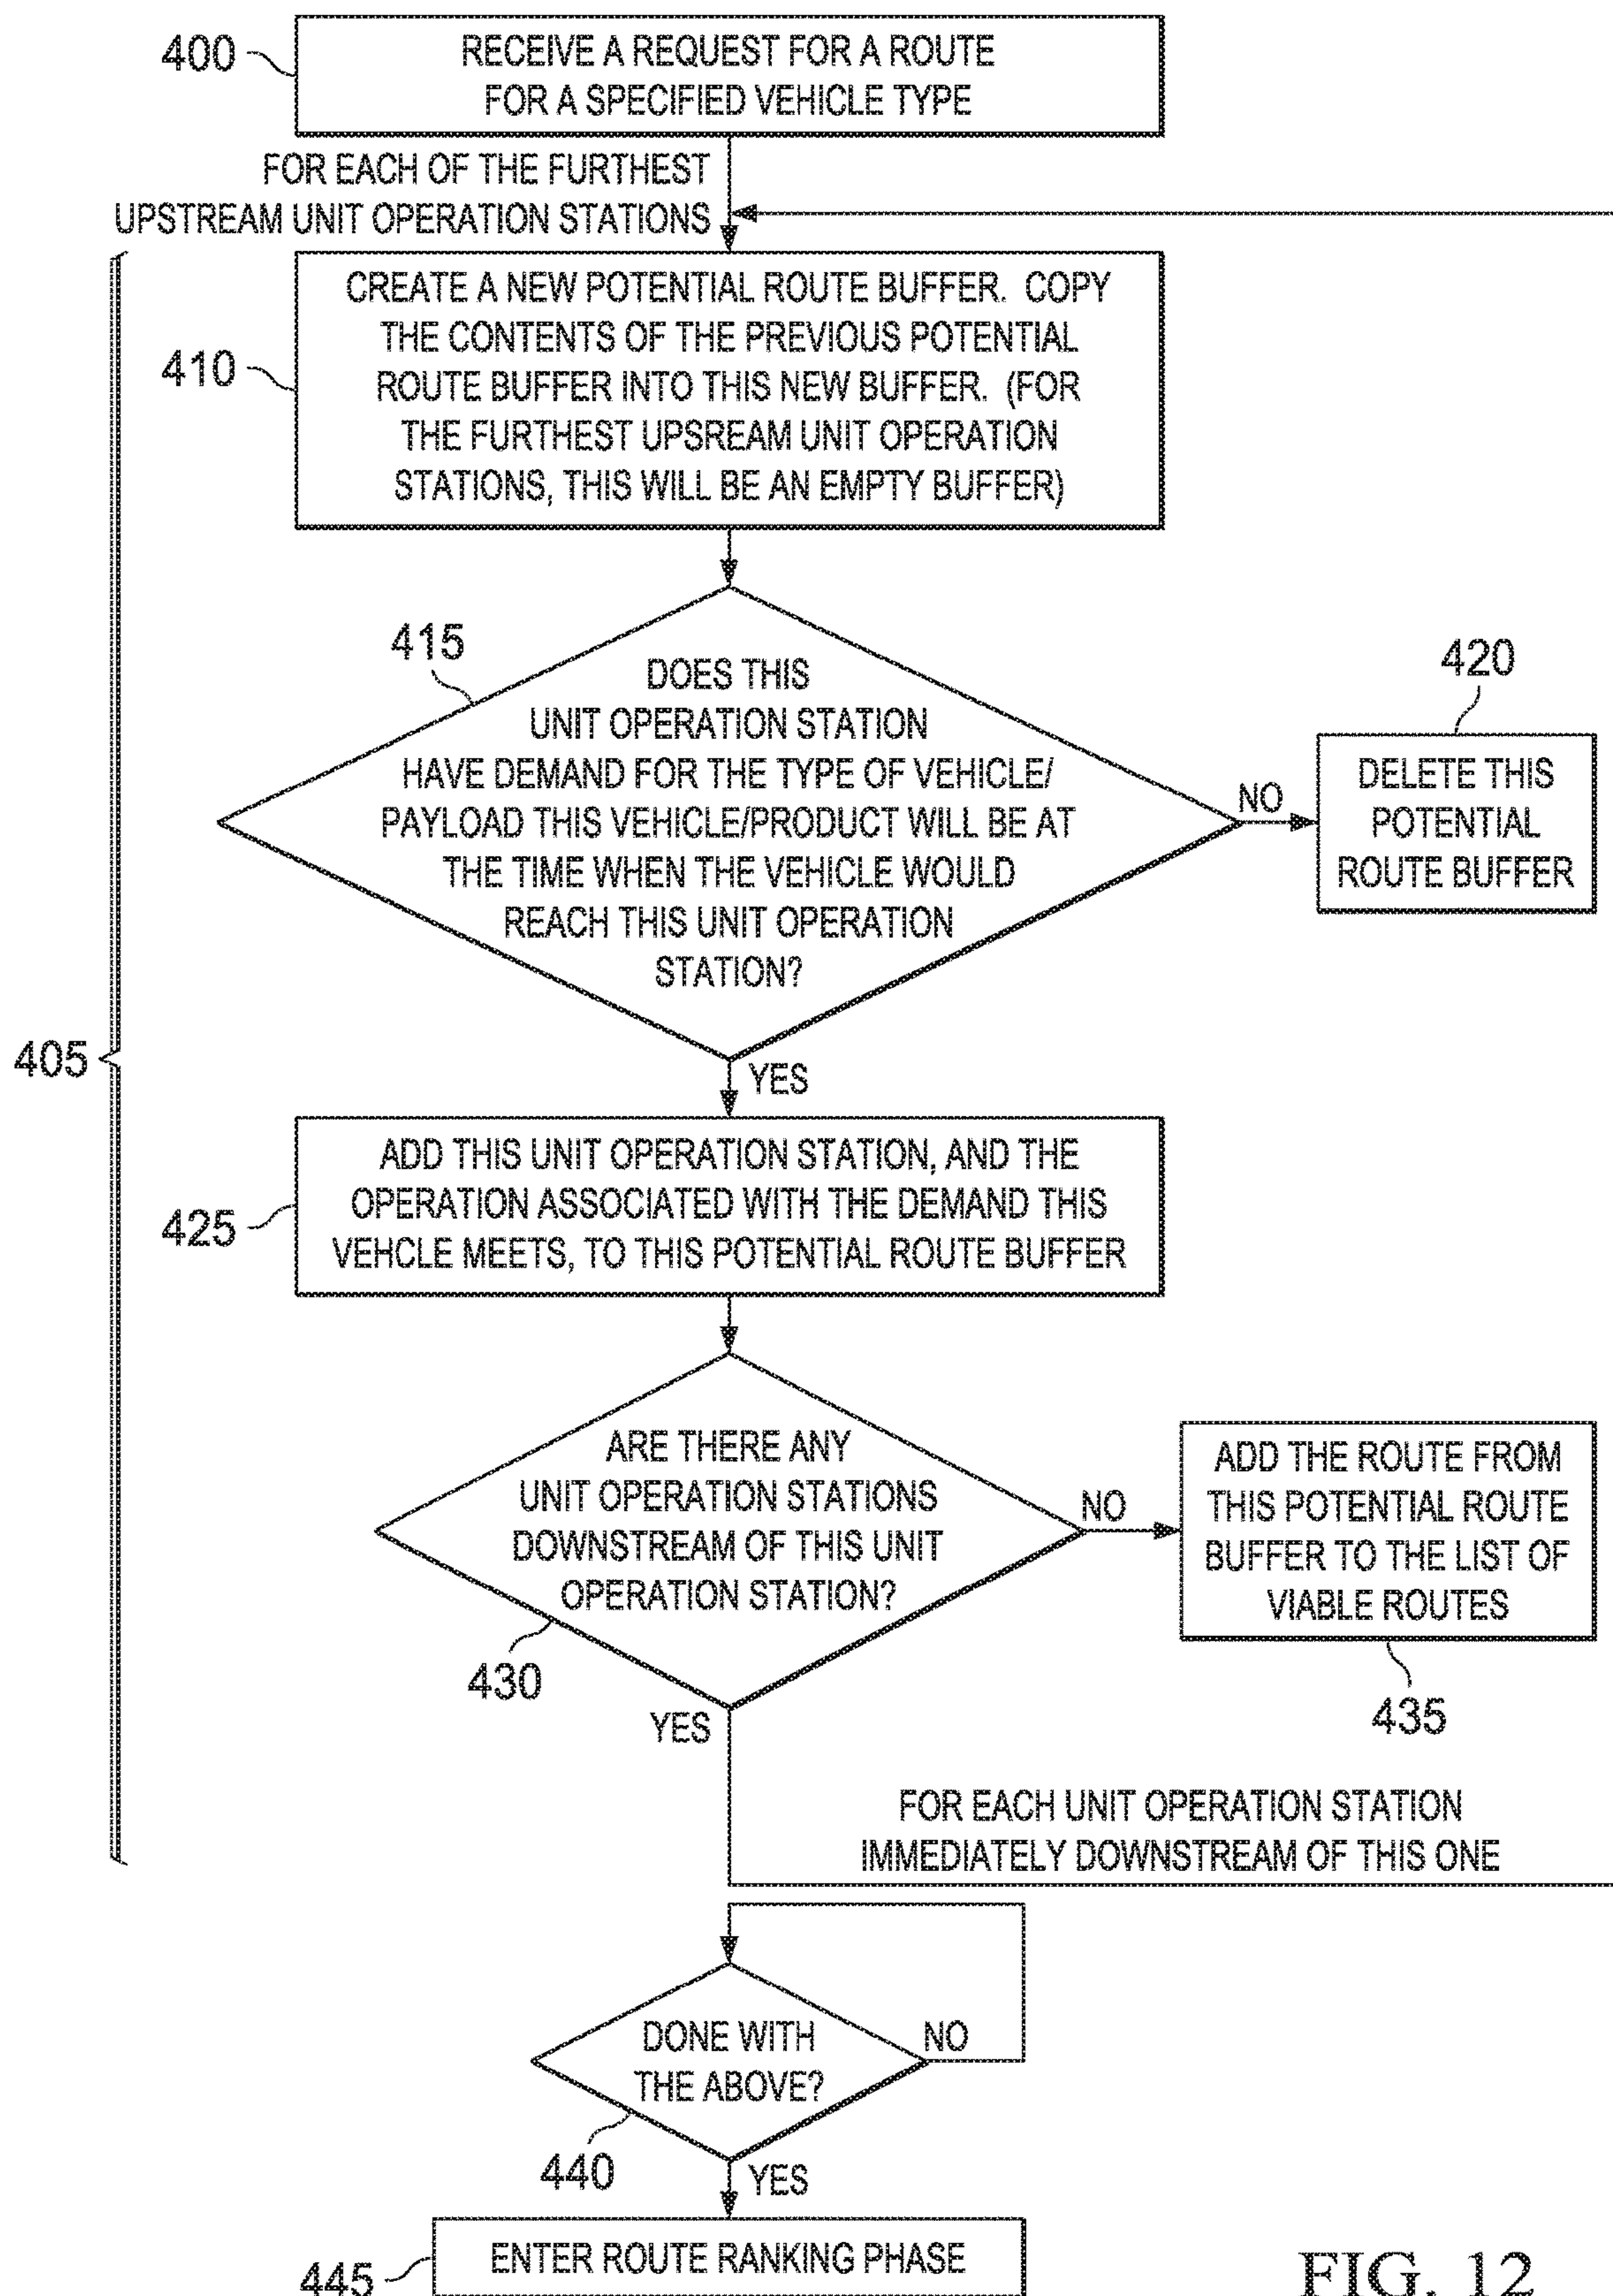 400
RECEIVE A REQUEST FOR A ROUTE
FOR A SPECIFIED VEHICLE TYPE
FOR EACH OF THE FURTHEST
UPSTREAM UNIT OPERATION STATIONS
410
CREATE A NEW POTENTIAL ROUTE BUFFER. COPY
THE CONTENTS OF THE PREVIOUS POTENTIAL
ROUTE BUFFER INTO THIS NEW BUFFER. (FOR
THE FURTHEST UPSREAM UNIT OPERATION
STATIONS, THIS WILL BE AN EMPTY BUFFER)
415
DOES THIS
UNIT OPERATION STATION
HAVE DEMAND FOR THE TYPE OF VEHICLE/
PAYLOAD THIS VEHICLE/PRODUCT WILL BE AT
THE TIME WHEN THE VEHICLE WOULD
REACH THIS UNIT OPERATION
STATION?
NO
420
DELETE THIS
POTENTIAL
ROUTE BUFFER
405
YES
425
ADD THIS UNIT OPERATION STATION, AND THE
OPERATION ASSOCIATED WITH THE DEMAND THIS
VEHCLE MEETS, TO THIS POTENTIAL ROUTE BUFFER
ARE THERE ANY
UNIT OPERATION STATIONS
DOWNSTREAM OF THIS UNIT
OPERATION STATION?
430
NO
ADD THE ROUTE FROM
THIS POTENTIAL ROUTE
BUFFER TO THE LIST OF
VIABLE ROUTES
435
YES
FOR EACH UNIT OPERATION STATION
IMMEDIATELY DOWNSTREAM OF THIS ONE
DONE WITH
THE ABOVE?
NO
440
YES
445
ENTER ROUTE RANKING PHASE
FIG. 12